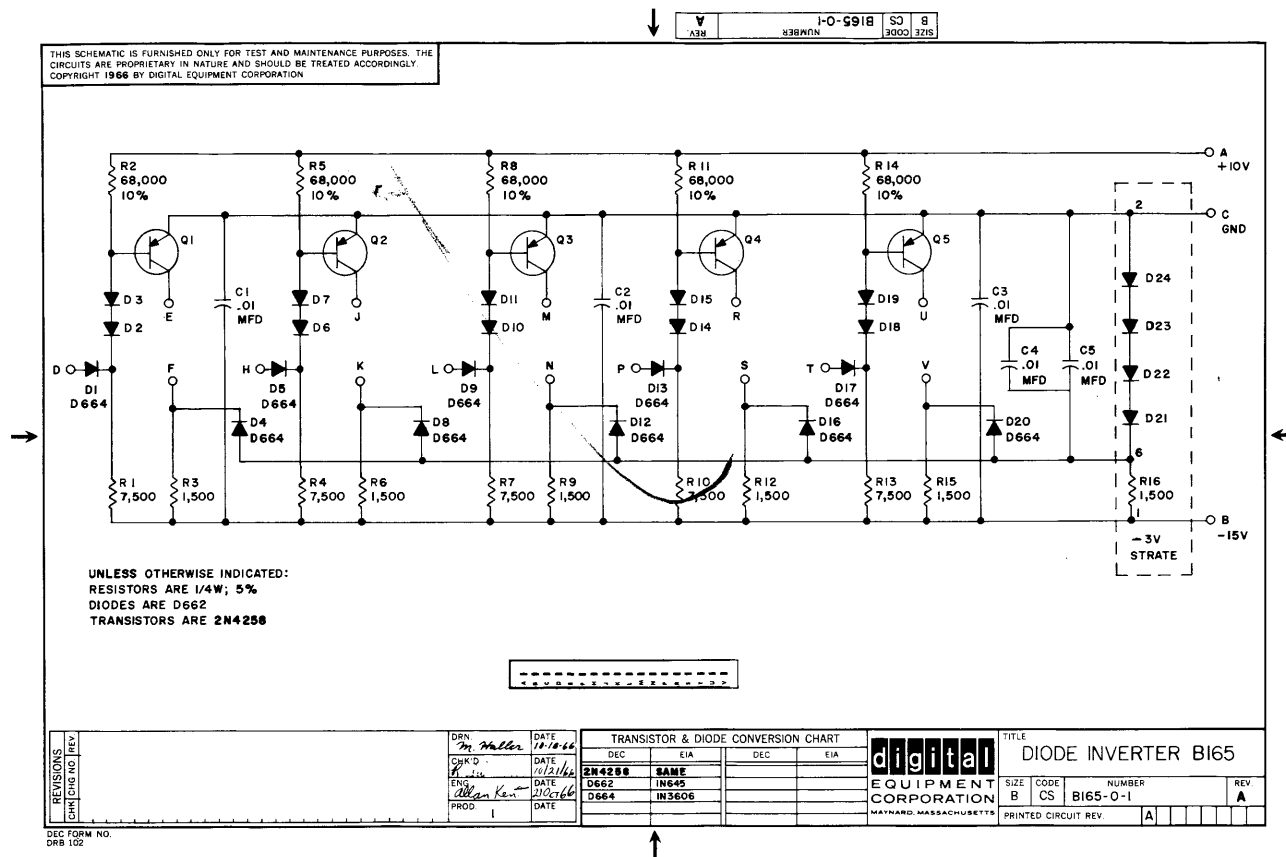 SIZE CODE NUMBER REV.
B CS B165-0-1 A
THIS SCHEMATIC IS FURNISHED ONLY FOR TEST AND MAINTENANCE PURPOSES. THE
CIRCUITS ARE PROPRIETARY IN NATURE AND SHOULD BE TREATED ACCORDINGLY.
COPYRIGHT 1966 BY DIGITAL EQUIPMENT CORPORATION
R2 R5 R8 R11 R14 A
68,000 68,000 68,000 68,000 68,000 +10V
10% 10% 10% 10% 10%
2 C
GND
Q1 Q2 Q3 Q4 Q5
D24
C1 C2 C3
D3 .01 D7 D11 .01 D15 D19 .01
E MFD J M MFD R U MFD
D2 D6 D10 D14 D18 D23
C4 C5
.01 .01
MFD MFD
D F H K L N P S T V
D22
D1 D5 D9 D13 D17
D664 D664 D664 D664 D664
D4 D8 D12 D16 D20 D21
D664 D664 D664 D664 D664
6
R1 R3 R4 R6 R7 R9 R10 R12 R13 R15 R16
7,500 1,500 7,500 1,500 7,500 1,500 7,500 1,500 7,500 1,500 1,500
1 B
-15V
-3V
STRATE
UNLESS OTHERWISE INDICATED:
RESISTORS ARE 1/4W; 5%
DIODES ARE D662
TRANSISTORS ARE 2N4258
A B C D E F H J K L M N P R S T U V
REVISIONS
CHK CHG NO. REV.
DRN. DATE
M. Haller 10-18-66
CHK'D DATE
10/21/66
ENG DATE
Allan Kent 21 Oct 66
PROD. DATE
TRANSISTOR & DIODE CONVERSION CHART
DEC EIA DEC EIA
2N4258 SAME
D662 IN645
D664 IN3606
digital
EQUIPMENT
CORPORATION
MAYNARD, MASSACHUSETTS
TITLE
DIODE INVERTER B165
SIZE CODE NUMBER REV.
B CS B165-0-1 A
PRINTED CIRCUIT REV. A
DEC FORM NO.
DRB 102